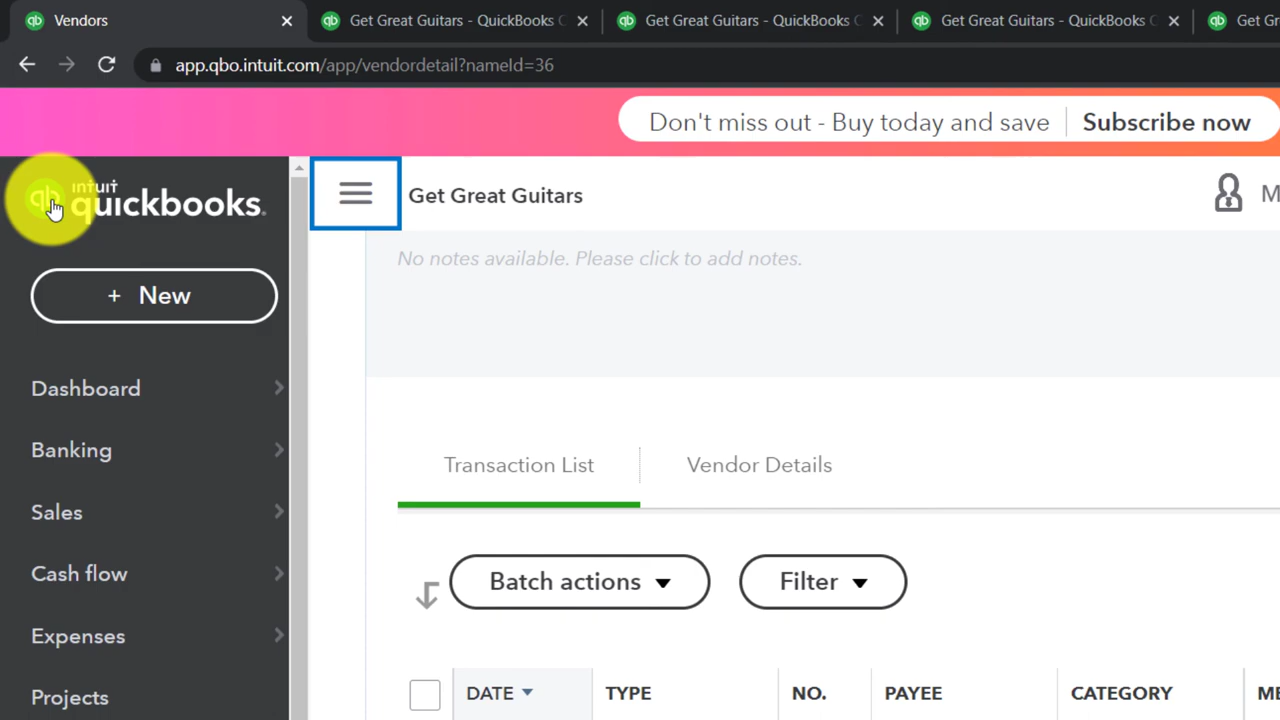 Vendors
Get Great Guitars - QuickBooks
Get Great Guitars - QuickBooks
Get Great Guitars - QuickBooks
Get Gr
app.qbo.intuit.com/app/vendordetail?nameId=36
Don't miss out - Buy today and save
Subscribe now
intuit
quickbooks.
Get Great Guitars
M
No notes available. Please click to add notes.
+ New
Dashboard
Banking
Sales
Cash flow
Expenses
Projects
Transaction List
Vendor Details
Batch actions
Filter
DATE
TYPE
NO.
PAYEE
CATEGORY
ME